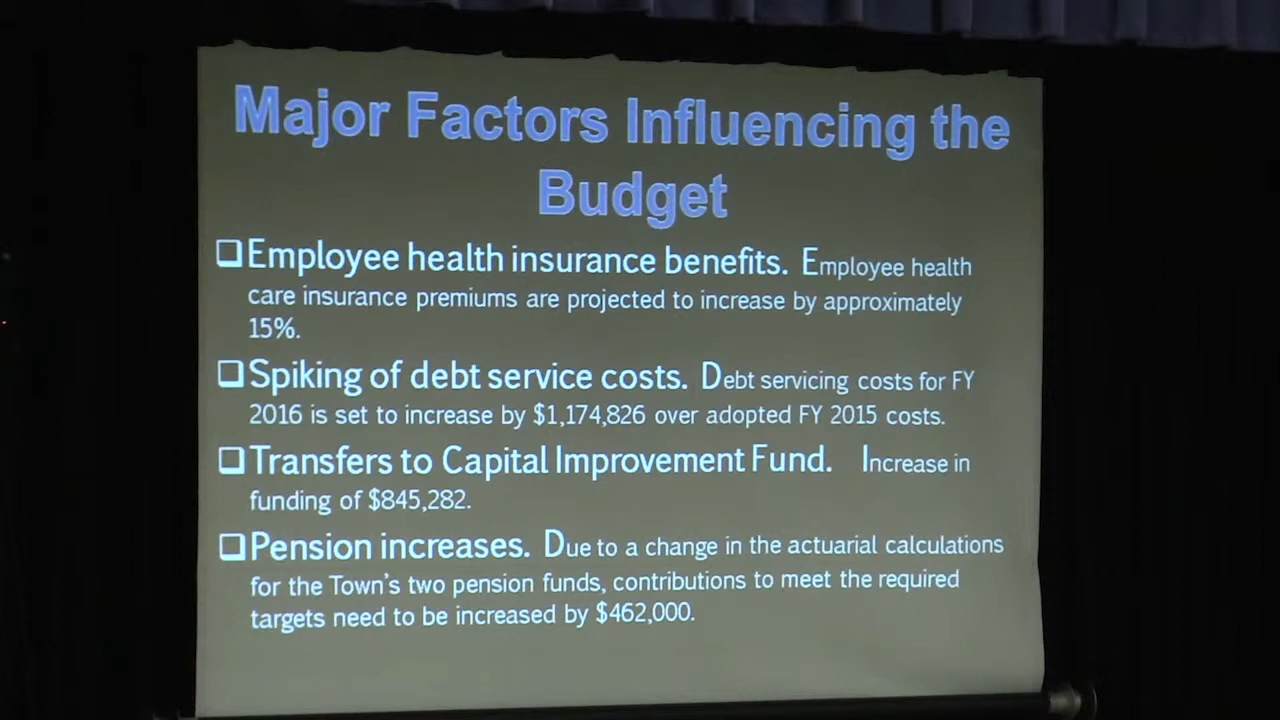 Major Factors Influencing the
Budget
❑Employee health insurance benefits. Employee health
care insurance premiums are projected to increase by approximately
15%.
❑Spiking of debt service costs. Debt servicing costs for FY
2016 is set to increase by $1,174,826 over adopted FY 2015 costs.
❑Transfers to Capital Improvement Fund. Increase in
funding of $845,282.
❑Pension increases. Due to a change in the actuarial calculations
for the Town's two pension funds, contributions to meet the required
targets need to be increased by $462,000.